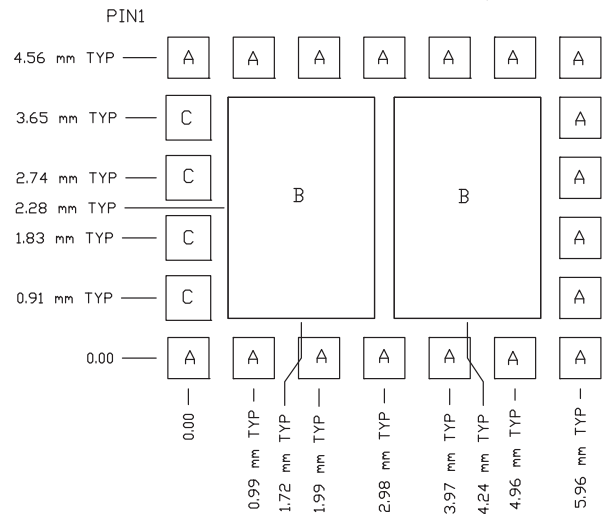 PIN1
4.56 mm TYP A A A A A A A
3.65 mm TYP C A
2.74 mm TYP C A
B B
2.28 mm TYP
1.83 mm TYP C A
0.91 mm TYP C A
0.00 A A A A A A A
0.00
0.99 mm TYP
1.72 mm TYP
1.99 mm TYP
2.98 mm TYP
3.97 mm TYP
4.24 mm TYP
4.96 mm TYP
5.96 mm TYP